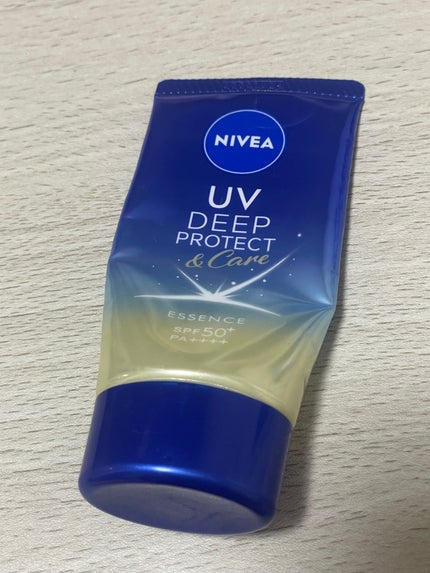 NIVEA
UV
DEEP
PROTECT
& Care
ESSENCE
SPF50+
PA++++